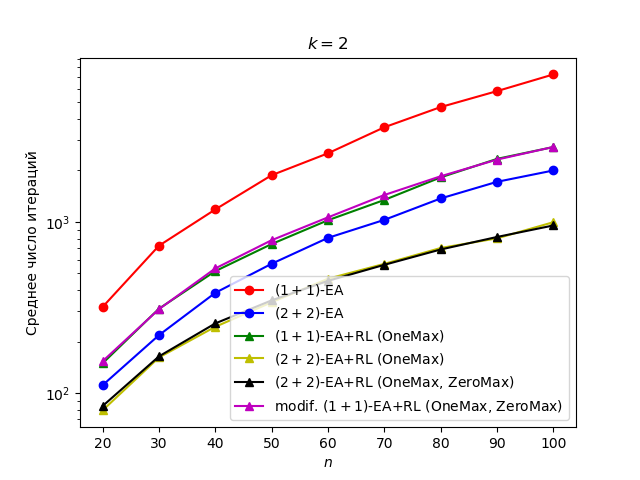 k = 2
Среднее число итераций
10³
10²
(1 + 1)-EA
(2 + 2)-EA
(1 + 1)-EA+RL (OneMax)
(2 + 2)-EA+RL (OneMax)
(2 + 2)-EA+RL (OneMax, ZeroMax)
modif. (1 + 1)-EA+RL (OneMax, ZeroMax)
20 30 40 50 60 70 80 90 100
n